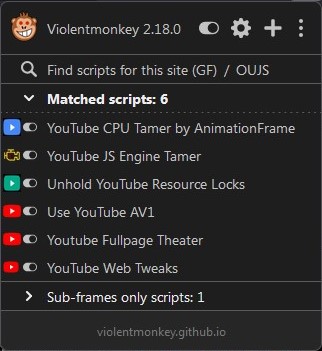 Violentmonkey 2.18.0
Find scripts for this site (GF) / OUJS
Matched scripts: 6
YouTube CPU Tamer by AnimationFrame
YouTube JS Engine Tamer
Unhold YouTube Resource Locks
Use YouTube AV1
Youtube Fullpage Theater
YouTube Web Tweaks
Sub-frames only scripts: 1
violentmonkey.github.io